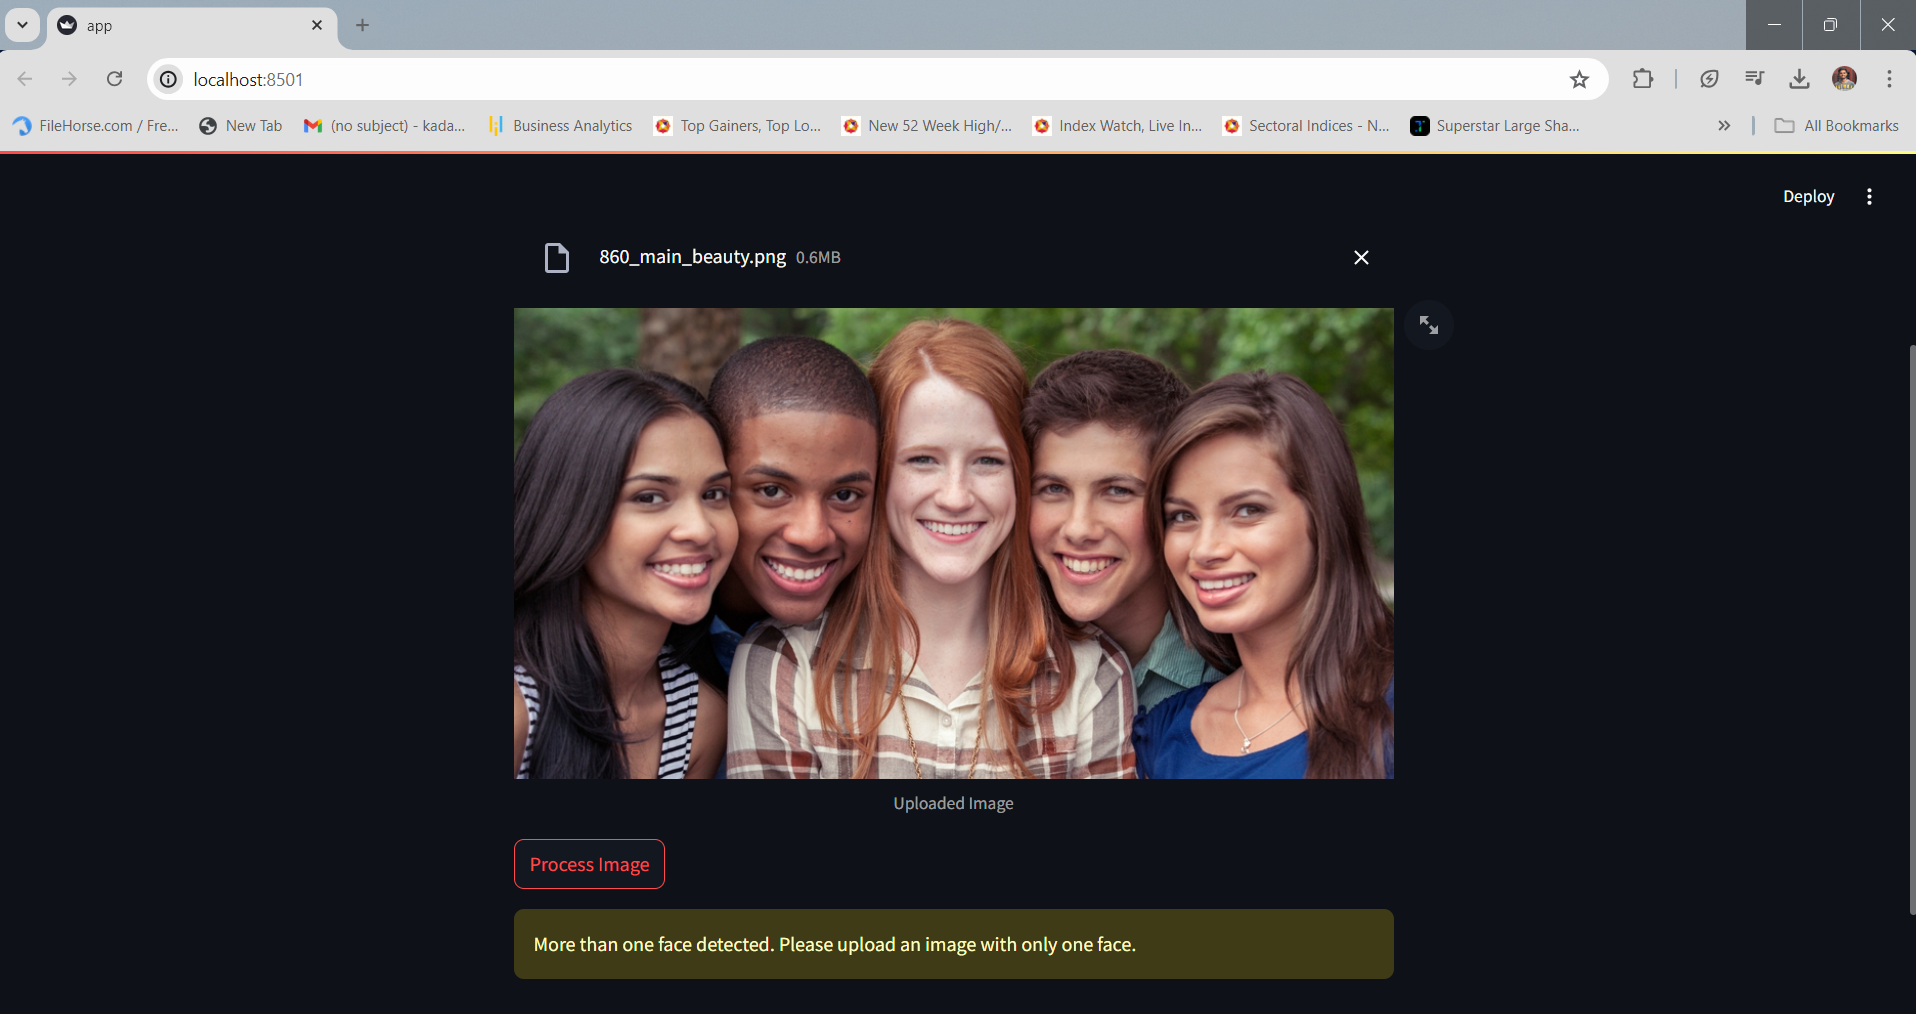 app
localhost:8501
FileHorse.com / Fre...
New Tab
(no subject) - kada...
Business Analytics
Top Gainers, Top Lo...
New 52 Week High/...
Index Watch, Live In...
Sectoral Indices - N...
Superstar Large Sha...
All Bookmarks
Deploy
860_main_beauty.png 0.6MB
Uploaded Image
Process Image
More than one face detected. Please upload an image with only one face.